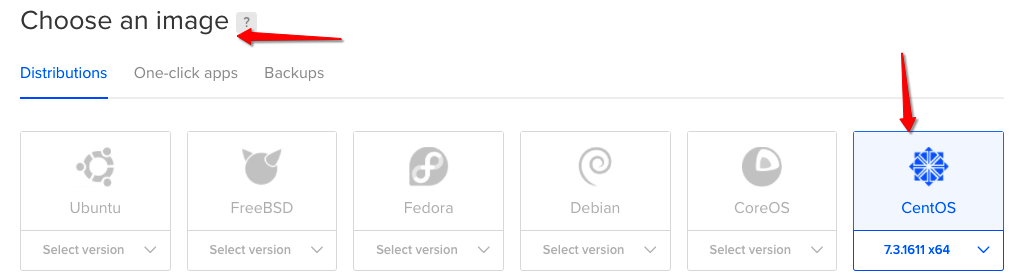 Choose an image ?
Distributions One-click apps Backups
Ubuntu FreeBSD Fedora Debian CoreOS CentOS
Select version Select version Select version Select version Select version 7.3.1611 x64